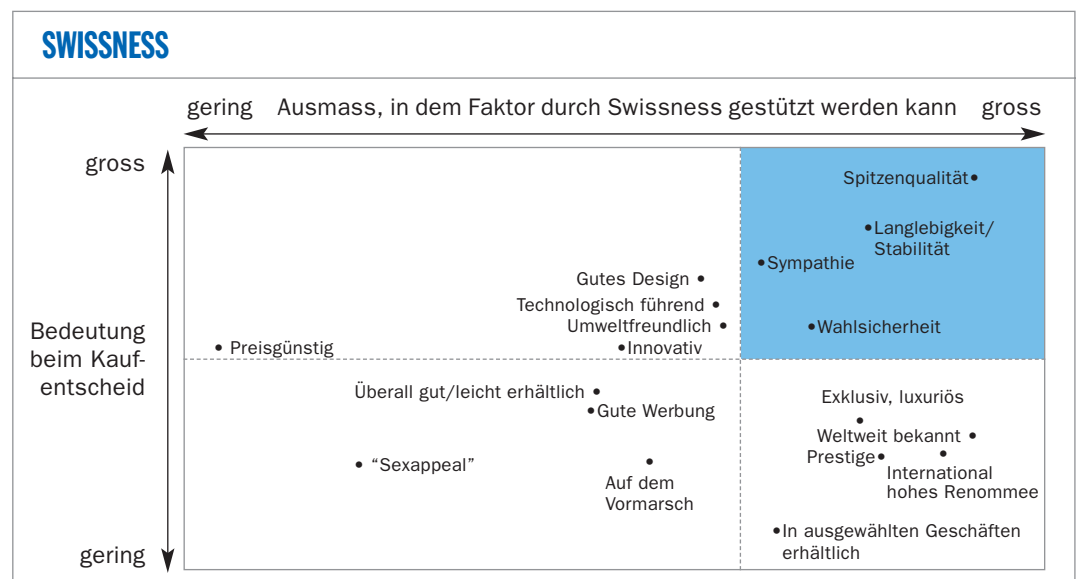 SWISSNESS
gering Ausmass, in dem Faktor durch Swissness gestützt werden kann gross
gross
Spitzenqualität
Langlebigkeit/
Stabilität
Sympathie
Gutes Design
Technologisch führend
Umweltfreundlich
Wahlsicherheit
Bedeutung
beim Kauf-
entscheid
Preisgünstig
Innovativ
Überall gut/leicht erhältlich
Gute Werbung
Exklusiv, luxuriös
Weltweit bekannt
Prestige
"Sexappeal"
International
hohes Renommee
Auf dem
Vormarsch
In ausgewählten Geschäften
erhältlich
gering